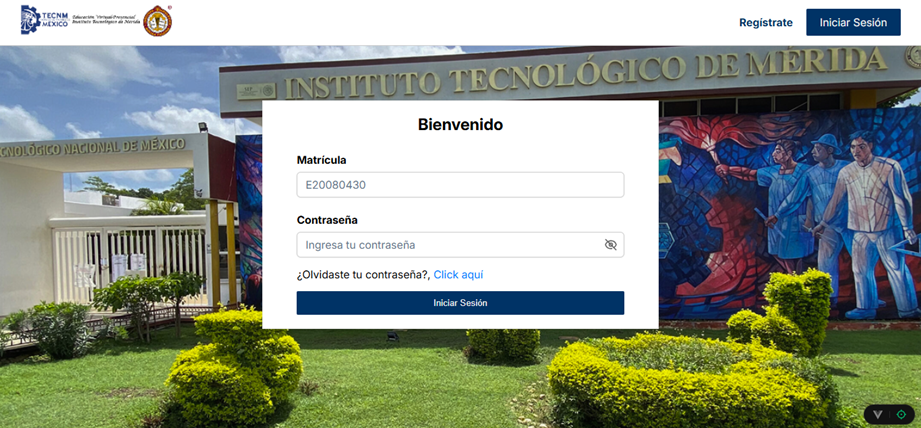 TECNM
MÉXICO
Educación Virtual-Presencial
Instituto Tecnológico de Mérida
Regístrate
Iniciar Sesión
INSTITUTO TECNOLÓGICO DE MÉRIDA
CNOLÓGICO NACIONAL DE MÉXICO
Bienvenido
Matrícula
E20080430
Contraseña
Ingresa tu contraseña
¿Olvidaste tu contraseña?, Click aquí
Iniciar Sesión